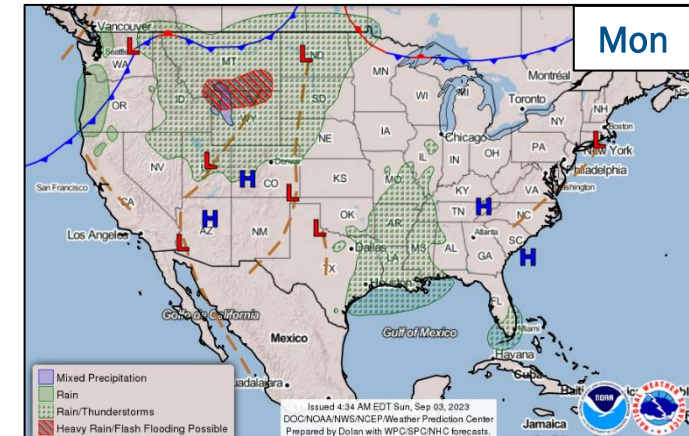 Mon
Vancouver
Seattle
L
WA
MT
L
ND
MN
Montréal
OR
ID
WY
SD
WI
MI
Toronto
NH
Boston
NY
L
New York
NV
L
NE
IA
Chicago
IL
IN
OH
PA
Philadelphia
Denver
CO
H
KS
MO
KY
VA
Washington
San Francisco
CA
H
AZ
NM
L
OK
AR
TN
H
NC
Los Angeles
L
L
Dallas
MS
AL
Atlanta
GA
SC
H
TX
LA
Houston
FL
Miami
Golfo de California
Mexico
Gulf of Mexico
Havana
Cuba
Jamaica
Mixed Precipitation
Rain
Rain/Thunderstorms
Heavy Rain/Flash Flooding Possible
Issued 4:34 AM EDT Sun, Sep 03, 2023
DOC/NOAA/NWS/NCEP/Weather Prediction Center
Prepared by Dolan with WPC/SPC/NHC forecasts.
NOAA